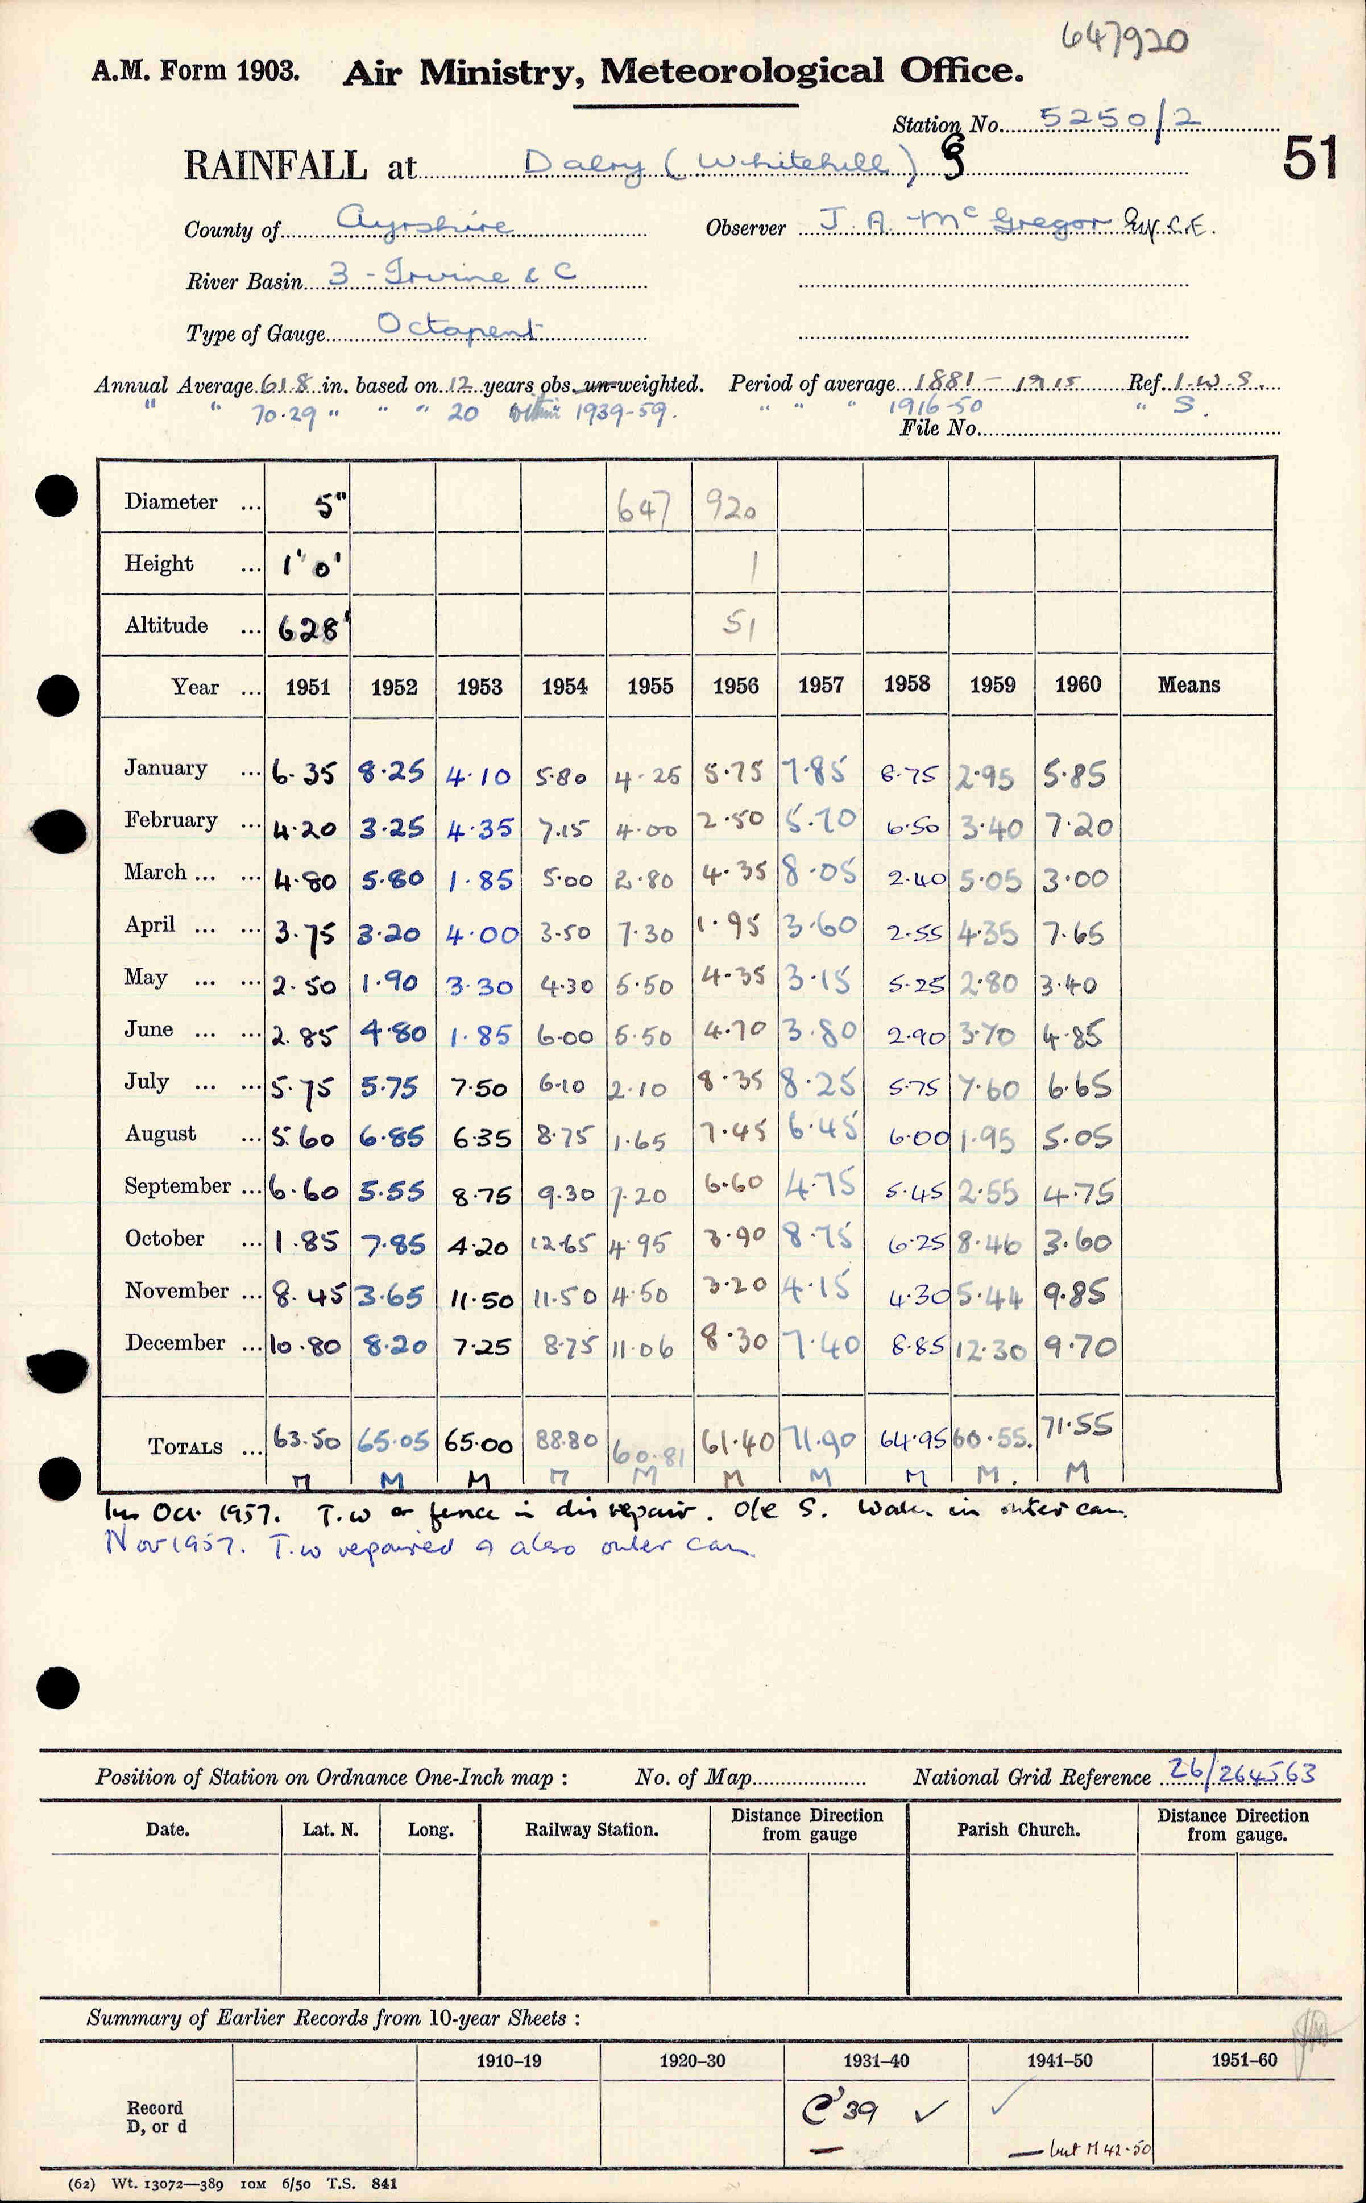 647920
A.M. Form 1903. Air Ministry, Meteorological Office.
Station No. 5250/2
51
RAINFALL at Dalry (Whitehill) §
County of Ayrshire Observer J. A. McGregor Esq. C.E.
River Basin 3 - Irvine &C
Type of Gauge Octapent
Annual Average 61.8 in. based on 12 years obs. un-weighted. Period of average 1881 - 1915 Ref. I.W.S.
" " 70.29 " " " 20 within 1939-59. " " " 1916-50 " S.
File No.
Diameter ... 5" 647 920
Height ... 1' 0" 1
Altitude ... 628' 51
Year ... 1951 1952 1953 1954 1955 1956 1957 1958 1959 1960 Means
January ... 6.35 8.25 4.10 5.80 4.25 5.75 7.85 8.75 2.95 5.85
February ... 4.20 3.25 4.35 7.15 4.00 2.50 5.70 6.50 3.40 7.20
March ... ... 4.80 5.80 1.85 5.00 2.80 4.35 8.05 2.40 5.05 3.00
April ... ... 3.75 3.20 4.00 3.50 7.30 1.95 3.60 2.55 4.35 7.65
May ... ... 2.50 1.90 3.30 4.30 5.50 4.35 3.15 5.25 2.80 3.40
June ... ... 2.85 4.80 1.85 6.00 5.50 4.70 3.80 2.90 3.70 4.85
July ... ... 5.75 5.75 7.50 6.10 2.10 8.35 8.25 5.75 7.60 6.65
August ... 5.60 6.85 6.35 8.75 1.65 7.45 6.45 6.00 1.95 5.05
September ... 6.60 5.55 8.75 9.30 7.20 6.60 4.75 5.45 2.55 4.75
October ... 1.85 7.85 4.20 12.65 4.95 3.90 8.75 6.25 8.46 3.60
November ... 8.45 3.65 11.50 11.50 4.50 3.20 4.15 4.30 5.44 9.85
December ... 10.80 8.20 7.25 8.75 11.06 8.30 7.40 8.85 12.30 9.70
TOTALS ... 63.50 65.05 65.00 88.80 60.81 61.40 71.90 64.95 60.55. 71.55
M M M M M M M M M. M
In Oct 1957. T.W or fence in disrepair. O/e S. Water in outer can.
Nov 1957. T.W repaired & also outer can.
Position of Station on Ordnance One-Inch map : No. of Map National Grid Reference 26/264563
Date. Lat. N. Long. Railway Station. Distance Direction from gauge Parish Church. Distance Direction from gauge.
Summary of Earlier Records from 10-year Sheets :
1910–19 1920–30 1931–40 1941–50 1951–60
Record D, or d C'39 ✓ ✓
— — but M 42-50
(62) Wt. 13072—389 10M 6/50 T.S. 841